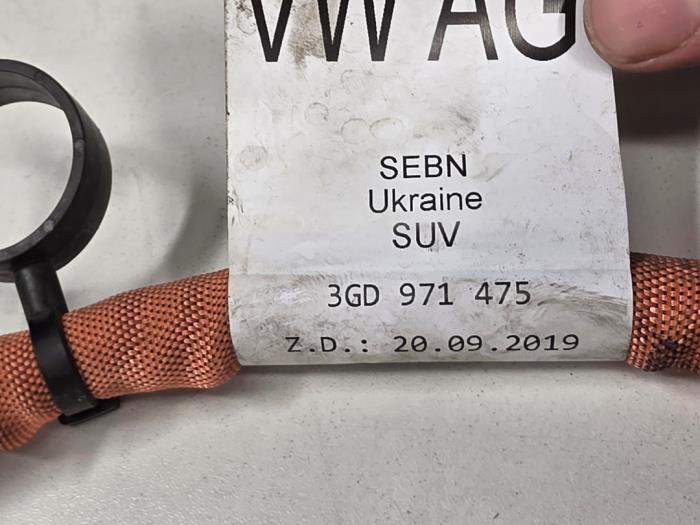 VW AG
SEBN
Ukraine
SUV
3GD 971 475
Z.D.: 20.09.2019